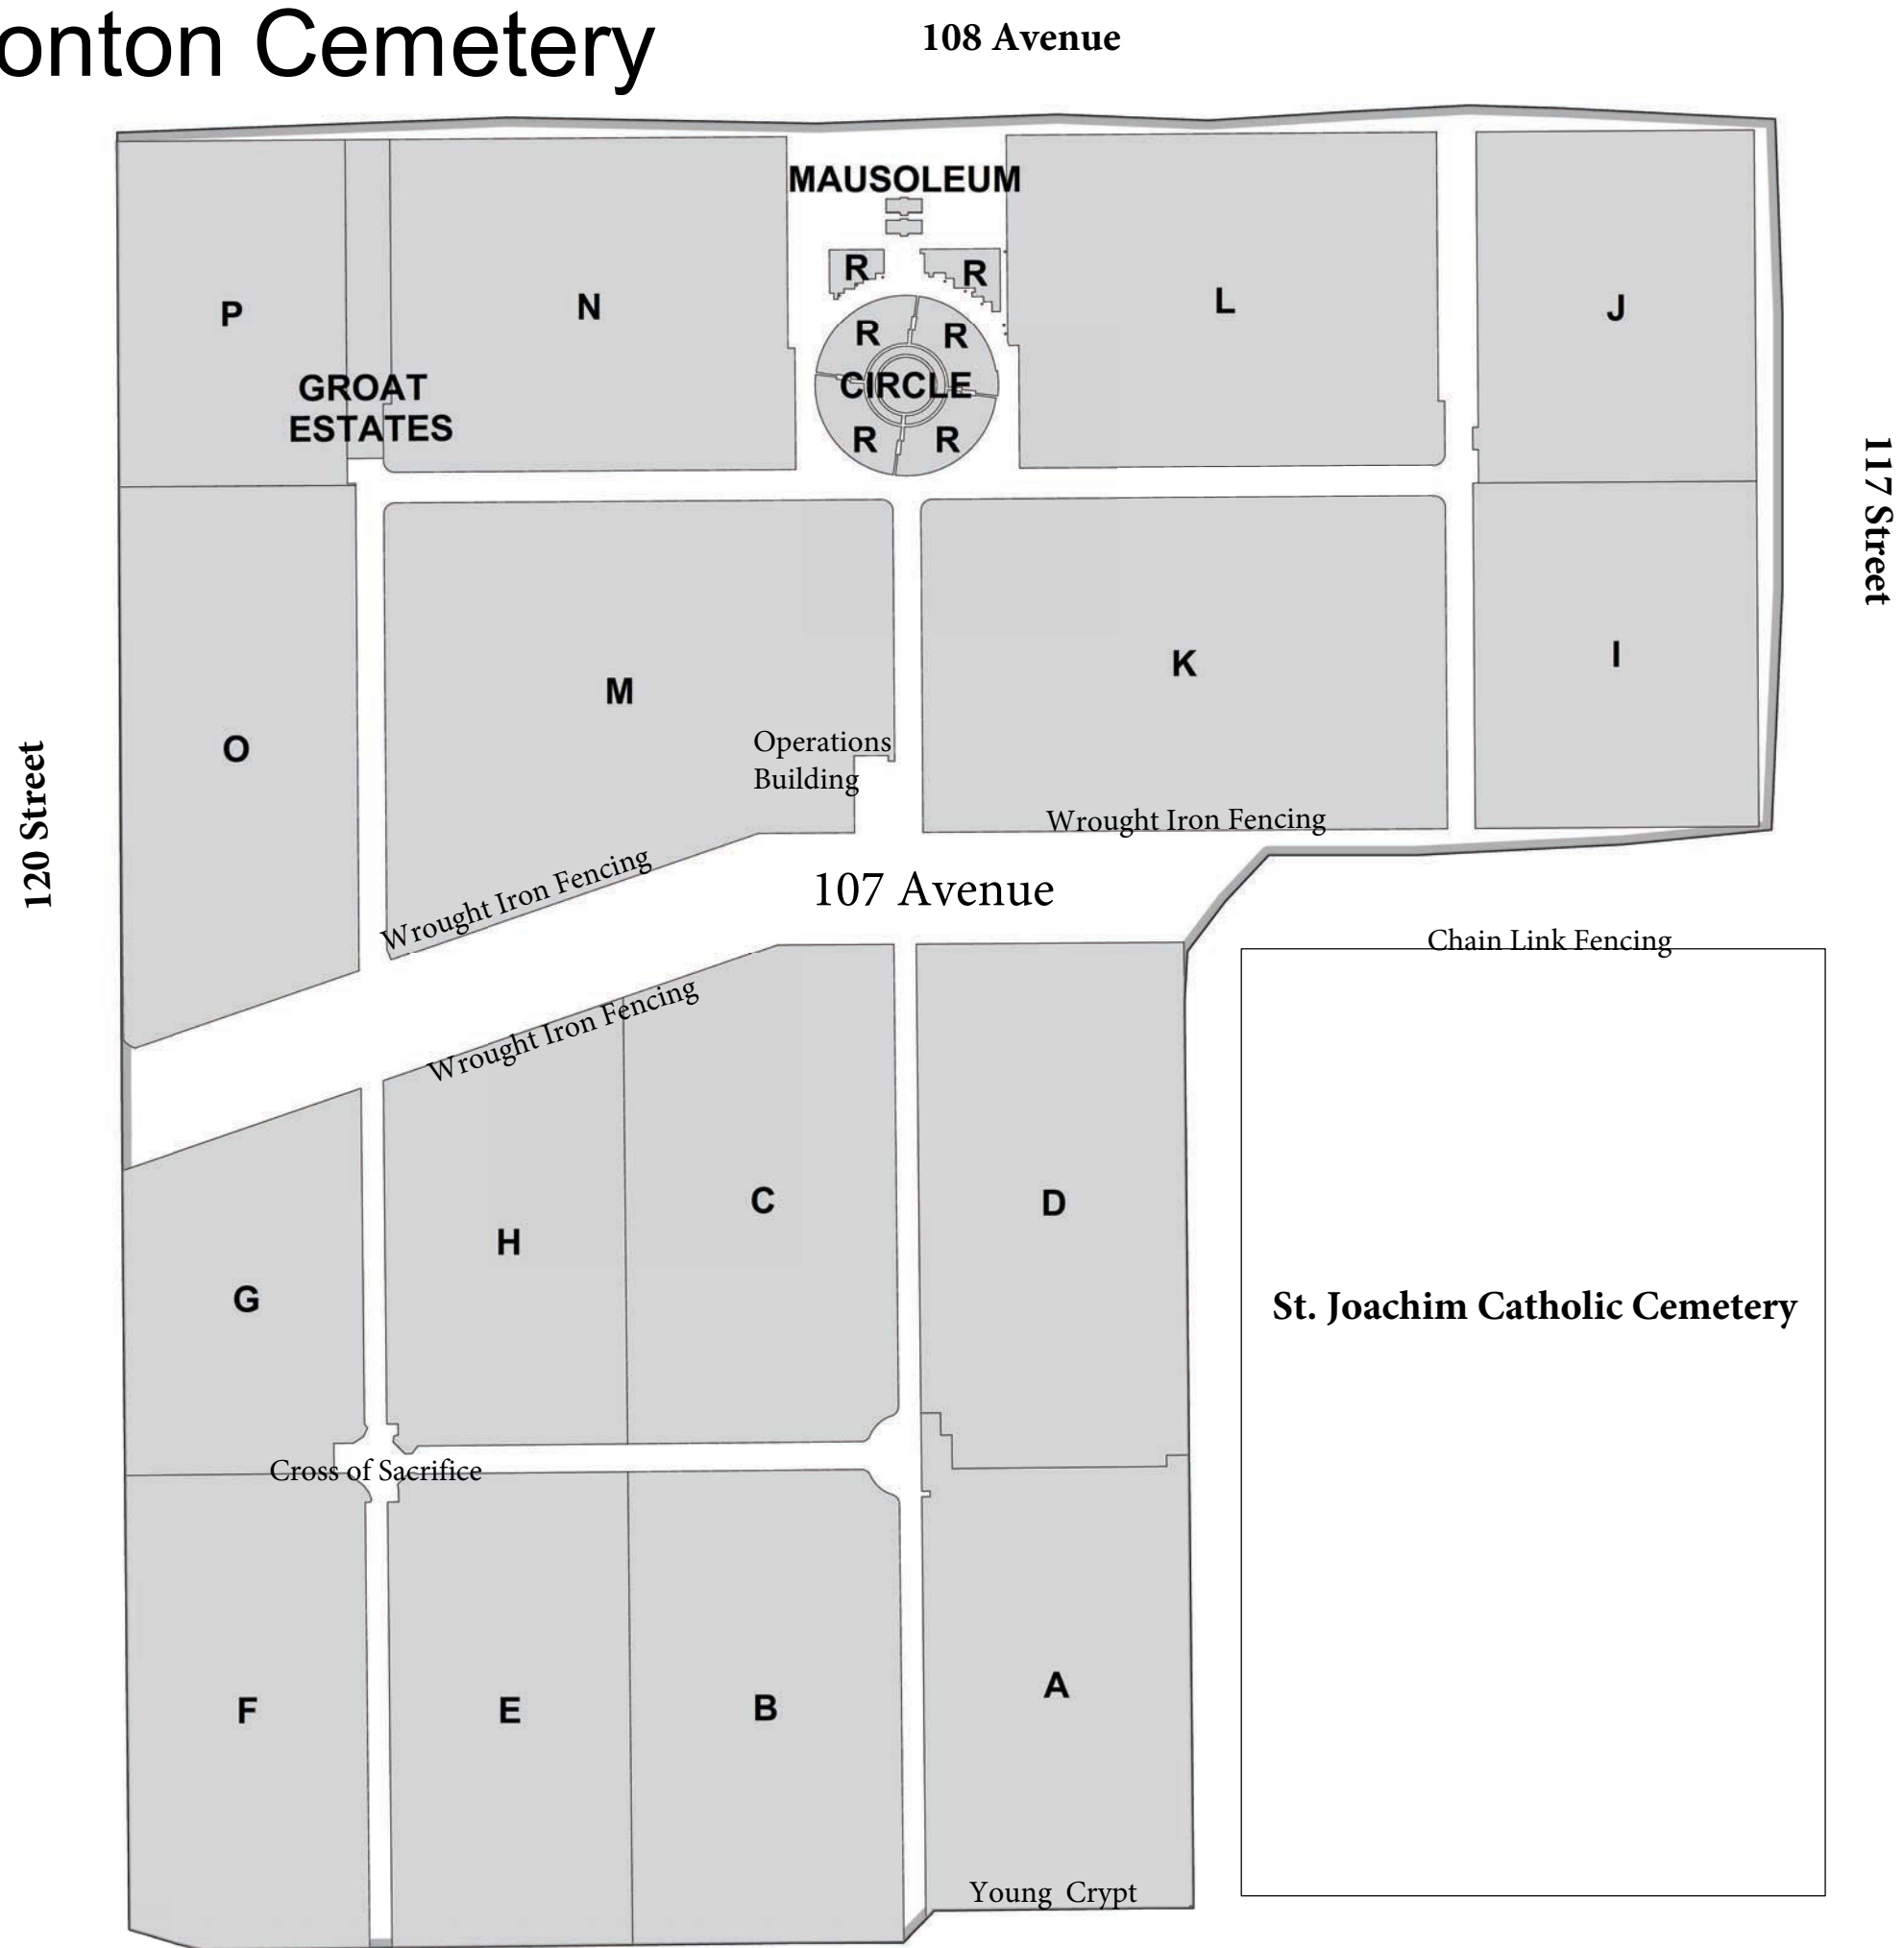 onton Cemetery
108 Avenue
MAUSOLEUM
R
R
P
N
L
J
R
R
GROAT
ESTATES
CIRCLE
R
R
117 Street
M
K
I
O
Operations
Building
120 Street
Wrought Iron Fencing
Wrought Iron Fencing
107 Avenue
Chain Link Fencing
Wrought Iron Fencing
C
D
H
G
St. Joachim Catholic Cemetery
Cross of Sacrifice
A
F
E
B
Young Crypt